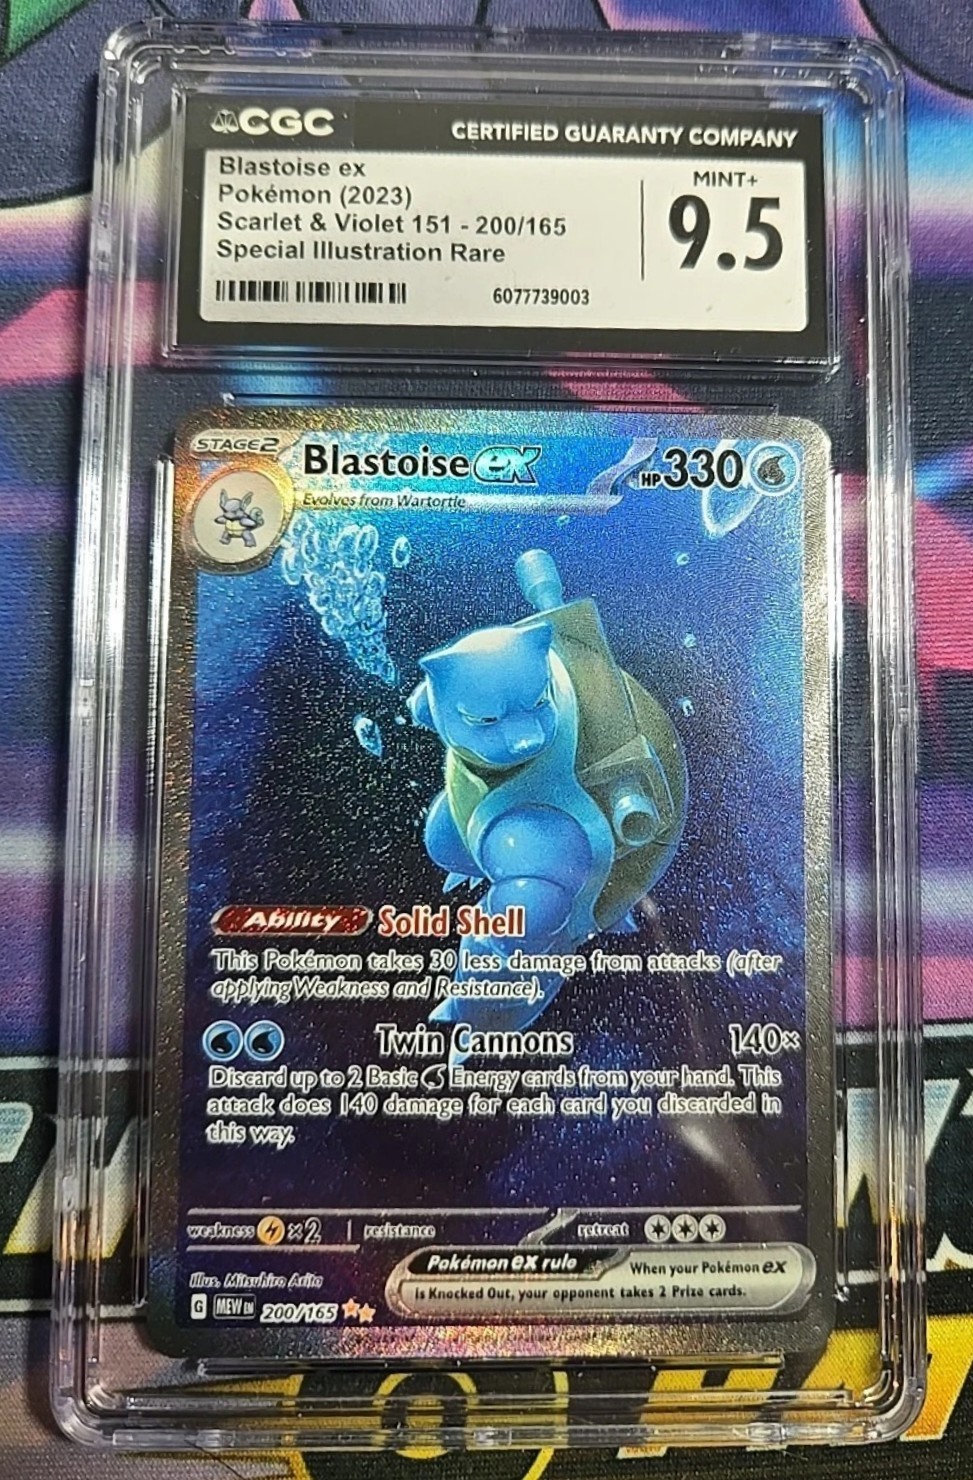 CGC
CERTIFIED GUARANTY COMPANY
Blastoise ex
Pokémon (2023)
Scarlet & Violet 151 - 200/165
Special Illustration Rare
MINT+
9.5
6077739003
STAGE2
Blastoise ex
HP330
Evolves from Wartortle
Ability Solid Shell
This Pokémon takes 30 less damage from attacks (after
applying Weakness and Resistance).
Twin Cannons 140×
Discard up to 2 Basic Energy cards from your hand. This
attack does 140 damage for each card you discarded in
this way.
weakness ×2 resistance retreat
Pokémon ex rule When your Pokémon ex
is Knocked Out, your opponent takes 2 Prize cards.
Illus. Mitsuhiro Arita
G MEW EN 200/165